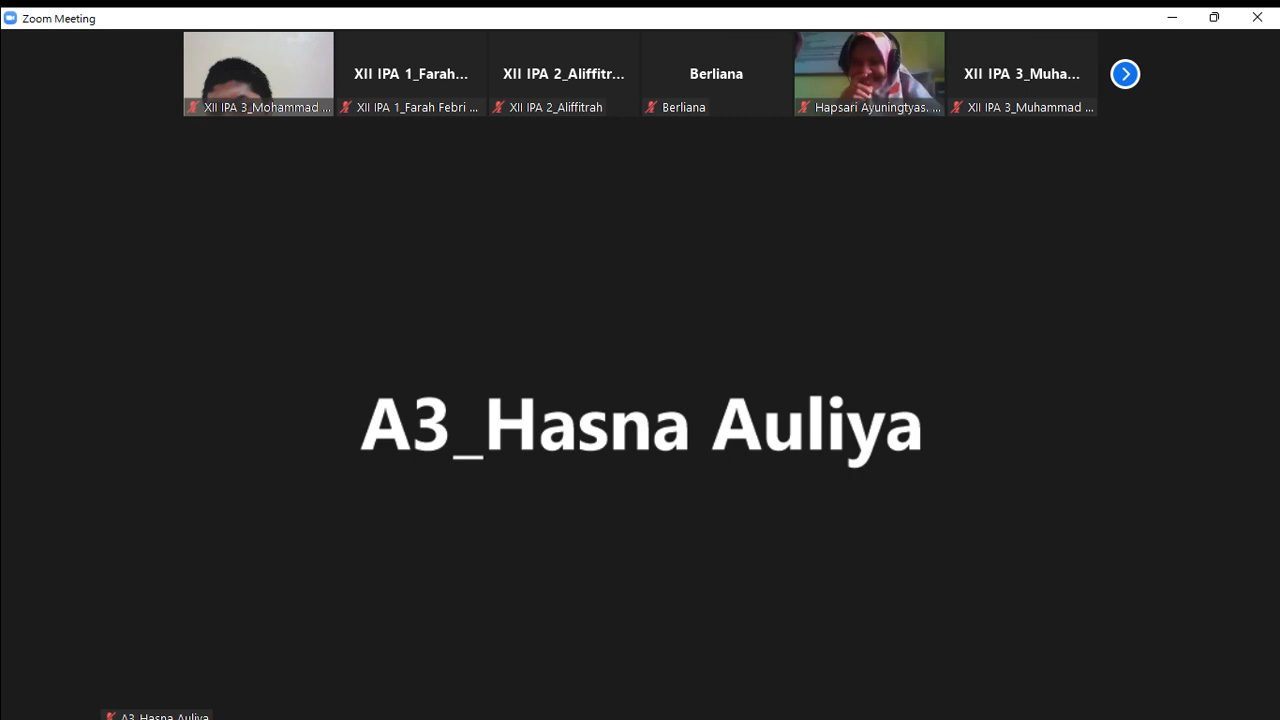 Zoom Meeting
XII IPA 1_Farah...
XII IPA 2_Aliffitr...
Berliana
XII IPA 3_Muha...
XII IPA 3_Mohammad ...
XII IPA 1_Farah Febri ...
XII IPA 2_Aliffitrah
Berliana
Hapsari Ayuningtyas. ...
XII IPA 3_Muhammad ...
A3_Hasna Auliya
A3_Hasna Auliya